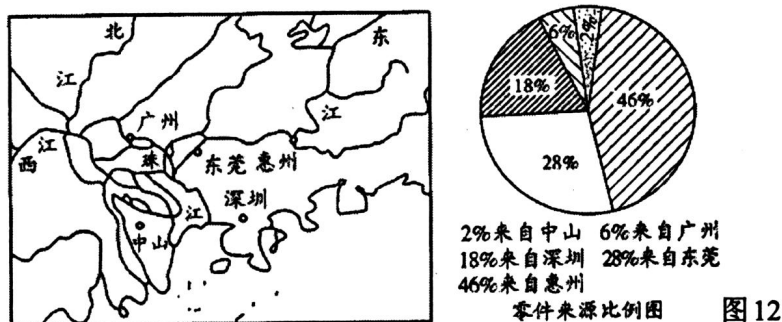 北
江
东
江
西
江
广州
珠
江
东莞
惠州
深圳
中山
6%
2%
18%
46%
28%
2%来自中山 6%来自广州
18%来自深圳 28%来自东莞
46%来自惠州
零件来源比例图 图12